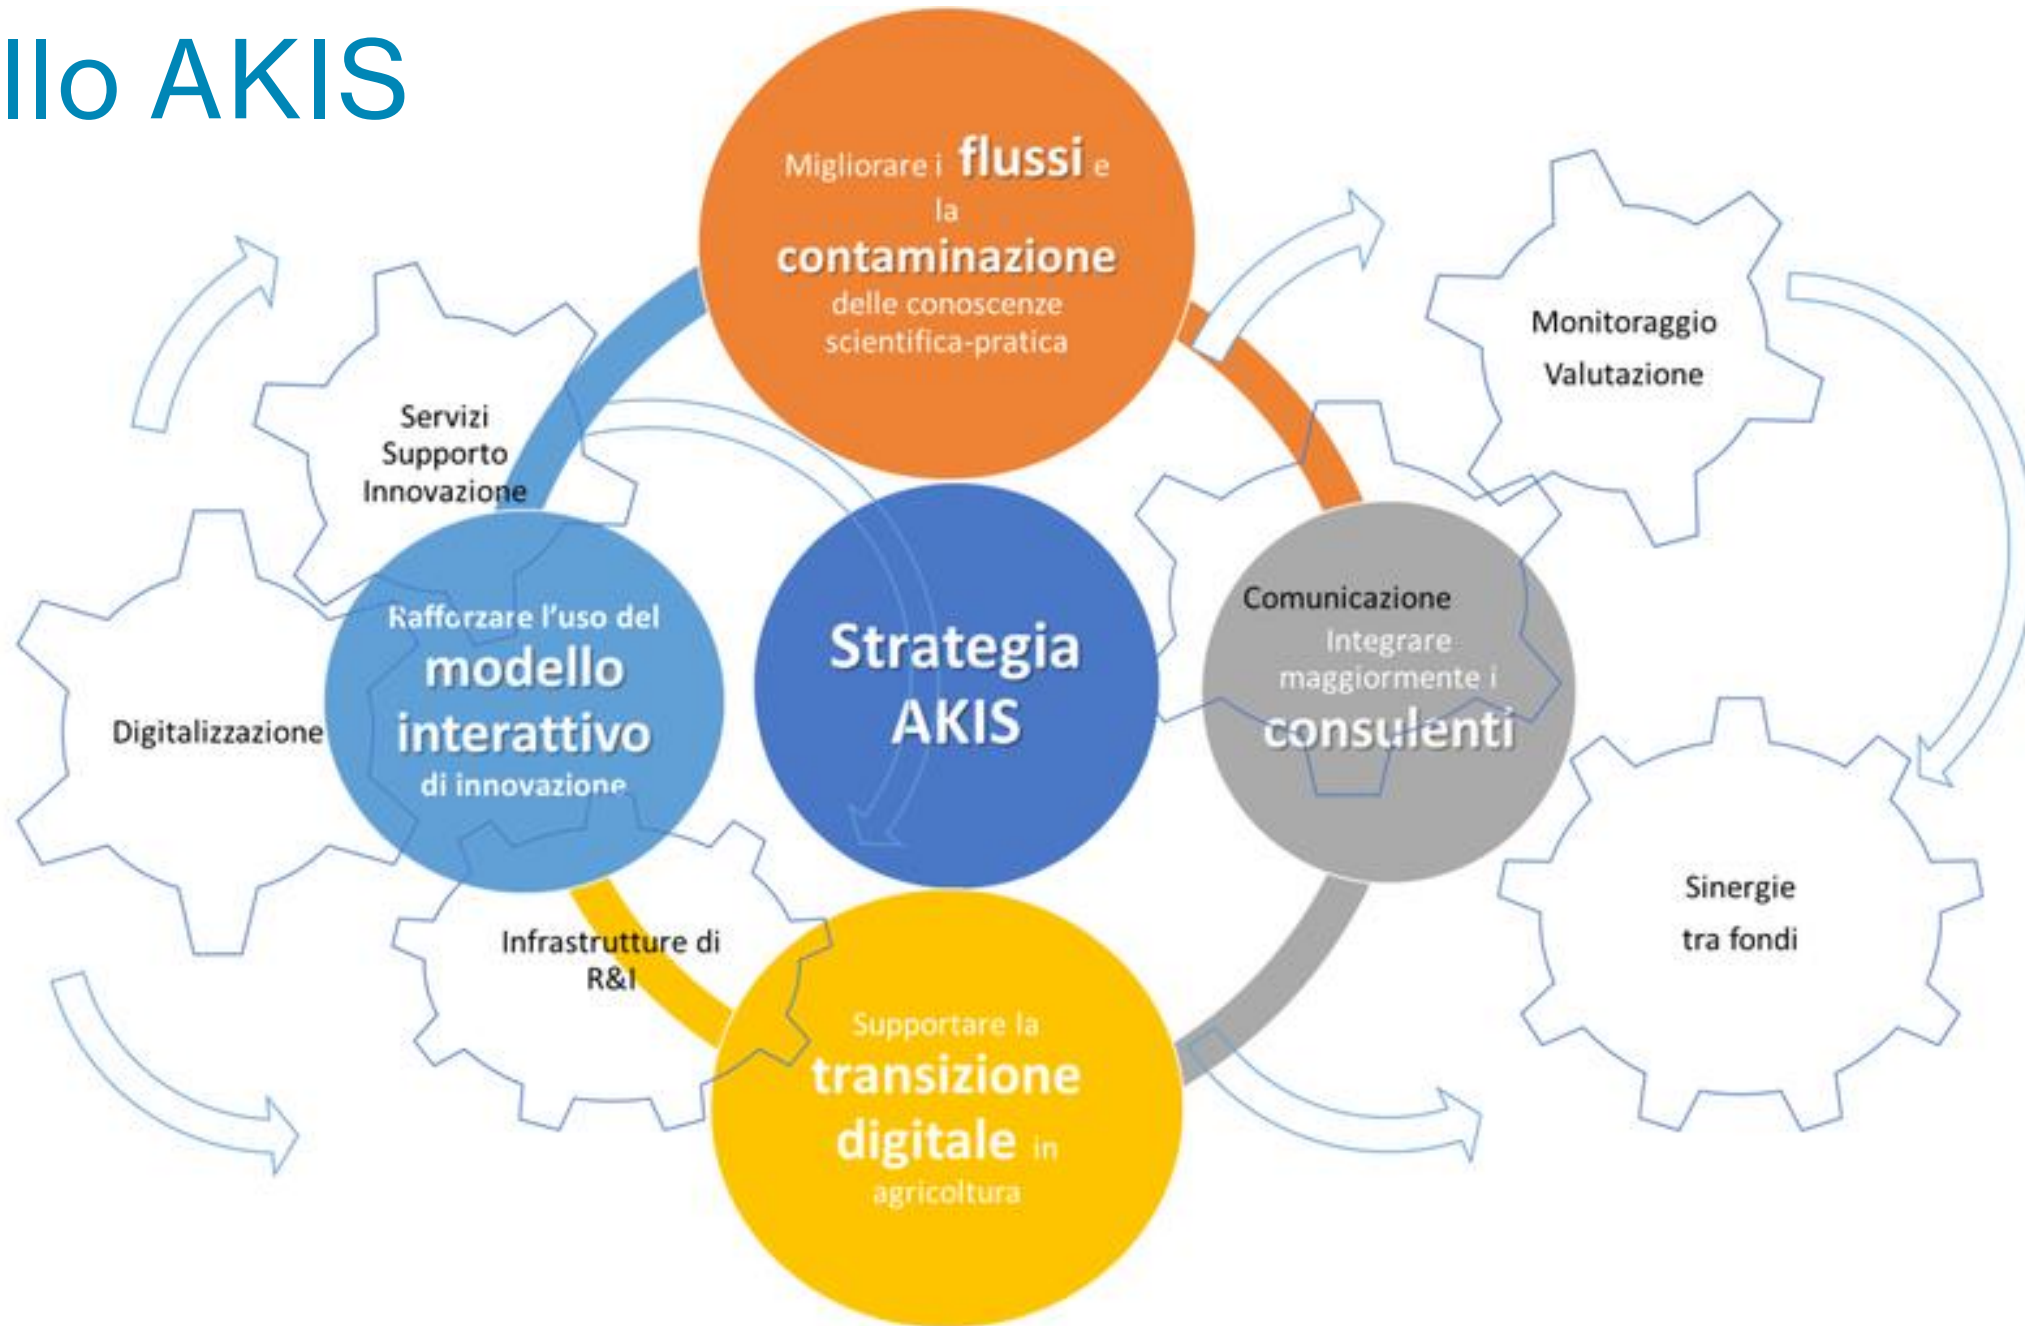 llo AKIS
Migliorare i flussi e
la
contaminazione
delle conoscenze
scientifica-pratica
Monitoraggio
Valutazione
Servizi
Supporto
Innovazione
Rafforzare l'uso del
modello
interattivo
di innovazione
Digitalizzazione
Strategia
AKIS
Comunicazione
Integrare
maggiormente i
consulenti
Infrastrutture di
R&I
Sinergie
tra fondi
Supportare la
transizione
digitale in
agricoltura